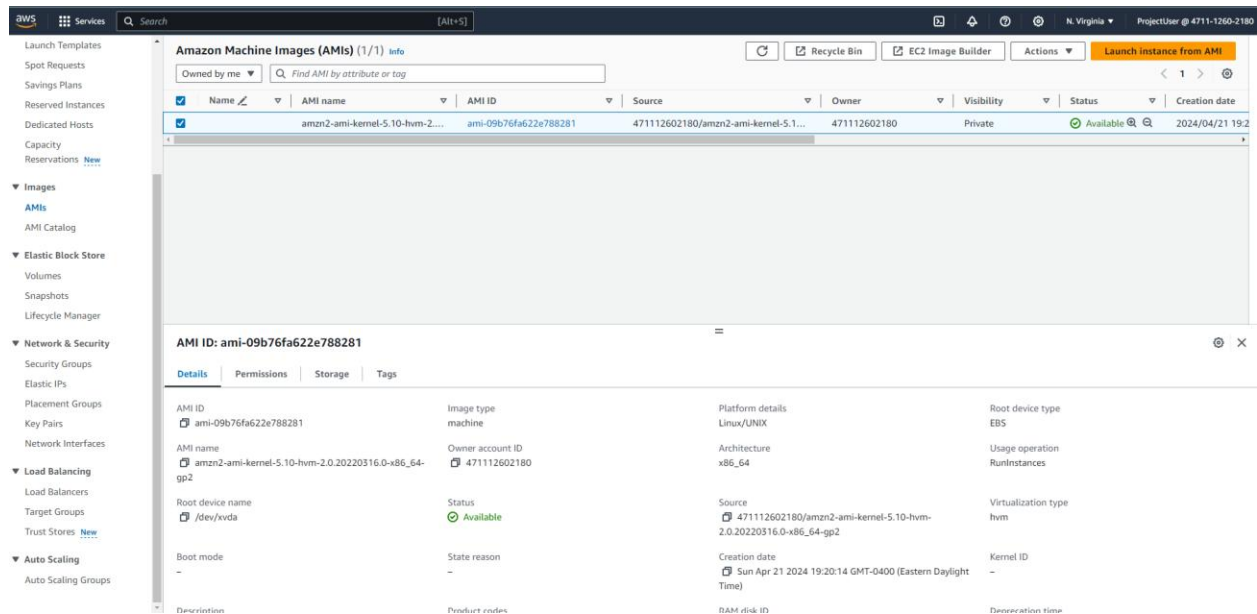 aws Services Search [Alt+S] N. Virginia ▼ ProjectUser @ 4711-1260-2180
Launch Templates
Spot Requests
Savings Plans
Reserved Instances
Dedicated Hosts
Capacity
Reservations New
▼ Images
AMIs
AMI Catalog
▼ Elastic Block Store
Volumes
Snapshots
Lifecycle Manager
▼ Network & Security
Security Groups
Elastic IPs
Placement Groups
Key Pairs
Network Interfaces
▼ Load Balancing
Load Balancers
Target Groups
Trust Stores New
▼ Auto Scaling
Auto Scaling Groups
Amazon Machine Images (AMIs) (1/1) Info
Recycle Bin EC2 Image Builder Actions ▼ Launch instance from AMI
Owned by me ▼ Find AMI by attribute or tag < 1 >
Name AMI name AMI ID Source Owner Visibility Status Creation date
amzn2-ami-kernel-5.10-hvm-2.... ami-09b76fa622e788281 471112602180/amzn2-ami-kernel-5.1... 471112602180 Private Available 2024/04/21 19:2
AMI ID: ami-09b76fa622e788281
Details Permissions Storage Tags
AMI ID Image type Platform details Root device type
ami-09b76fa622e788281 machine Linux/UNIX EBS
AMI name Owner account ID Architecture Usage operation
amzn2-ami-kernel-5.10-hvm-2.0.20220316.0-x86_64- 471112602180 x86_64 RunInstances
gp2
Root device name Status Source Virtualization type
/dev/xvda Available 471112602180/amzn2-ami-kernel-5.10-hvm- hvm
2.0.20220316.0-x86_64-gp2
Boot mode State reason Creation date Kernel ID
– – Sun Apr 21 2024 19:20:14 GMT-0400 (Eastern Daylight –
Time)
Description Product codes RAM disk ID Deprecation time